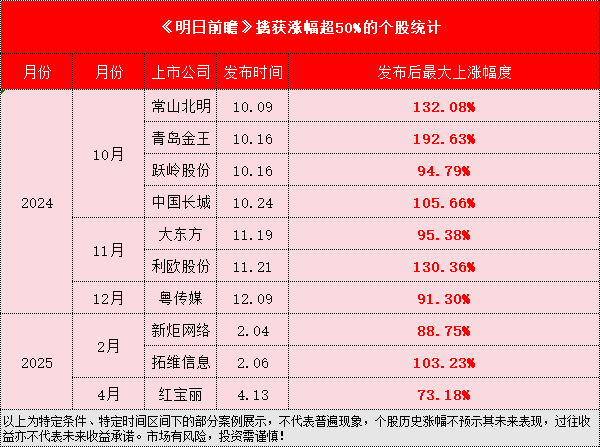 《明日前瞻》擒获涨幅超50%的个股统计
月份 月份 上市公司 发布时间 发布后最大上涨幅度
2024 10月 常山北明 10.09 132.08%
青岛金王 10.16 192.63%
跃岭股份 10.16 94.79%
中国长城 10.24 105.66%
11月 大东方 11.19 95.38%
利欧股份 11.21 130.36%
12月 粤传媒 12.09 91.30%
2025 2月 新炬网络 2.04 88.75%
拓维信息 2.06 103.23%
4月 红宝丽 4.13 73.18%
以上为特定条件、特定时间区间下的部分案例展示，不代表普遍现象，个股历史涨幅不预示其未来表现，过往收
益亦不代表未来收益承诺。市场有风险，投资需谨慎！